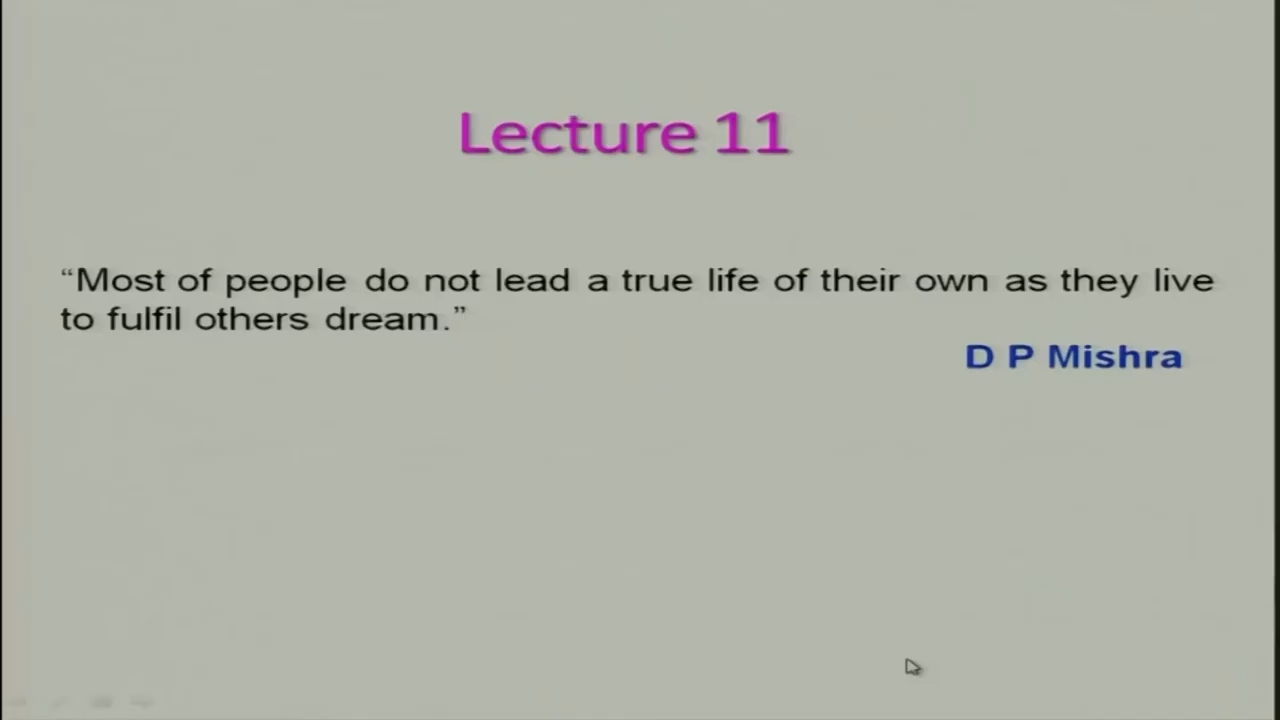 Lecture 11
“Most of people do not lead a true life of their own as they live
to fulfil others dream.”
D P Mishra